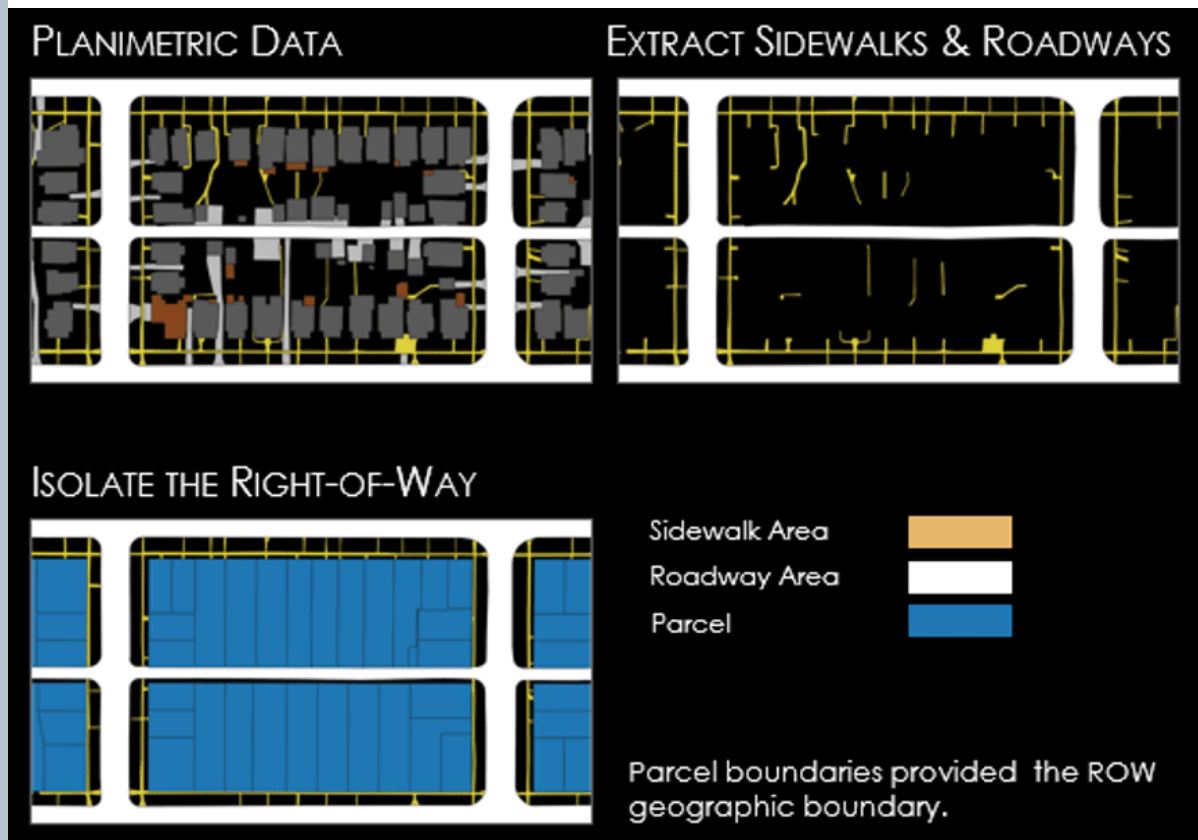 PLANIMETRIC DATA
EXTRACT SIDEWALKS & ROADWAYS
ISOLATE THE RIGHT-OF-WAY
Sidewalk Area
Roadway Area
Parcel
Parcel boundaries provided the ROW
geographic boundary.